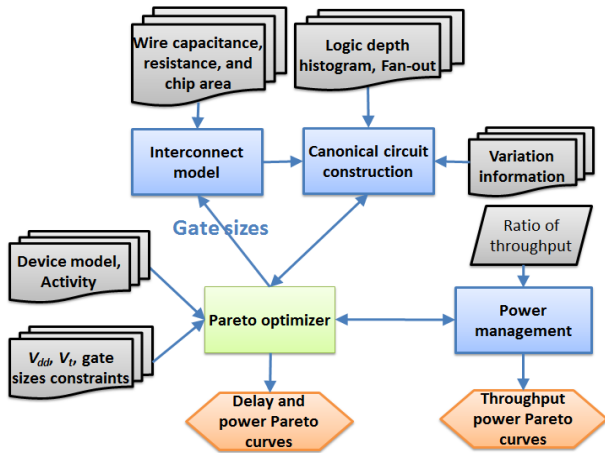 Wire capacitance,
resistance, and
chip area
Logic depth
histogram, Fan-out
Interconnect
model
Canonical circuit
construction
Variation
information
Gate sizes
Ratio of
throughput
Device model,
Activity
Pareto optimizer
Power
management
Vdd, Vt, gate
sizes constraints
Delay and
power Pareto
curves
Throughput
power Pareto
curves